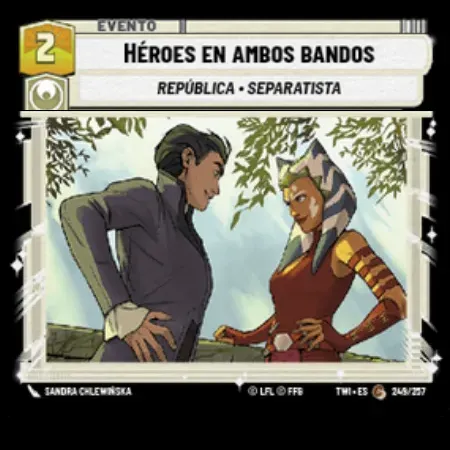 EVENTO
2
HÉROES EN AMBOS BANDOS
REPÚBLICA • SEPARATISTA
SANDRA CHLEWIŃSKA
© LFL © FFG
TWI • ES C 249/257